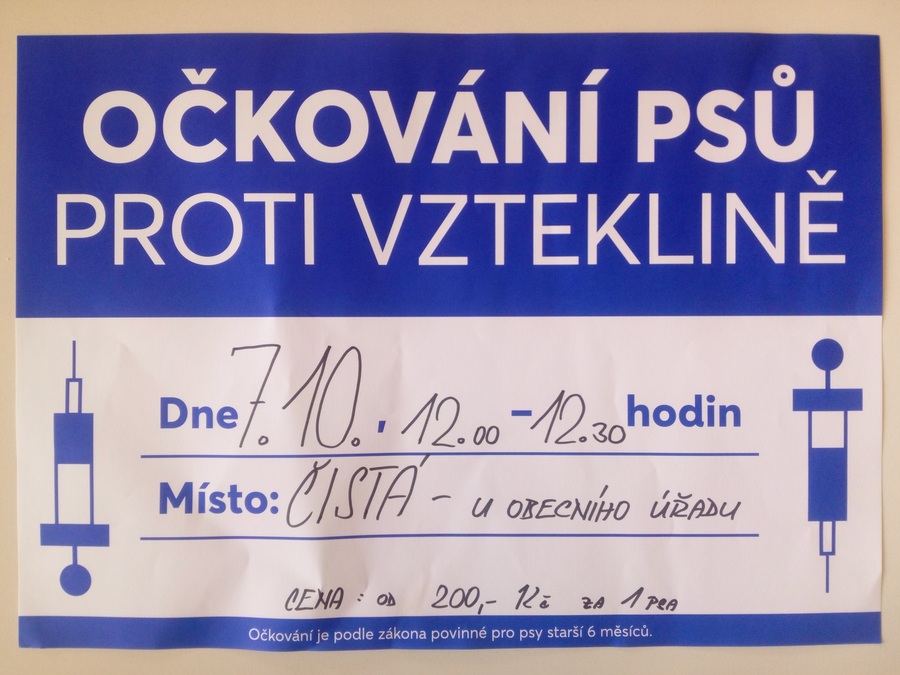 OČKOVÁNÍ PSŮ
PROTI VZTEKLINĚ
Dne 7.10., 12.00 - 12.30 hodin
Místo: ČISTÁ - U OBECNÍHO ÚŘADU
CENA: OD 200,- Kč ZA 1 PSA
Očkování je podle zákona povinné pro psy starší 6 měsíců.